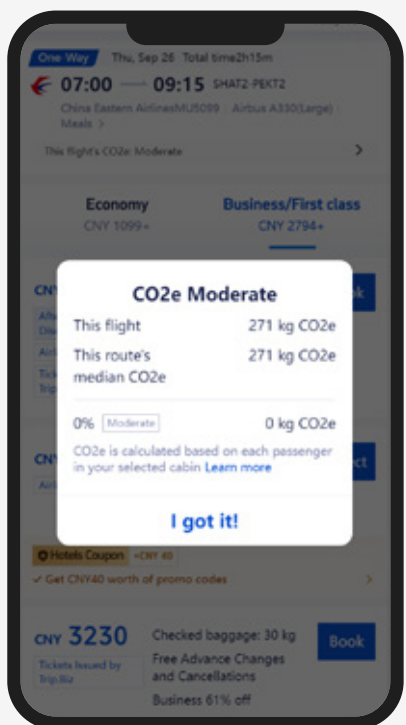 One Way Thu, Sep 26 Total time2h15m
07:00 09:15 SHAT2-PEKT2
China Eastern AirlinesMU5099 Airbus A330(Large)
Meals >
This flight's CO2e: Moderate >
Economy Business/First class
CNY 1099+ CNY 2794+
CO2e Moderate
This flight 271 kg CO2e
This route's 271 kg CO2e
median CO2e
0% Moderate 0 kg CO2e
CO2e is calculated based on each passenger
in your selected cabin Learn more
I got it!
Hotels Coupon -CNY 40
✓ Get CNY40 worth of promo codes >
CNY 3230 Checked baggage: 30 kg Book
Tickets Issued by Free Advance Changes
Trip.Biz and Cancellations
Business 61% off